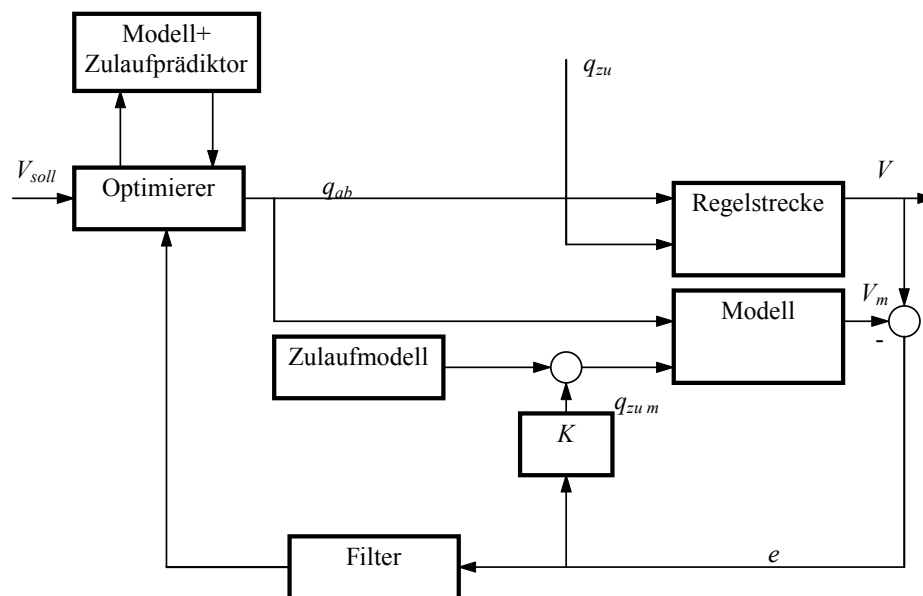 Modell+
Zulaufprädiktor
q_zu
V_soll
Optimierer
q_ab
Regelstrecke
V
V_m
Modell
-
Zulaufmodell
q_zu m
K
Filter
e